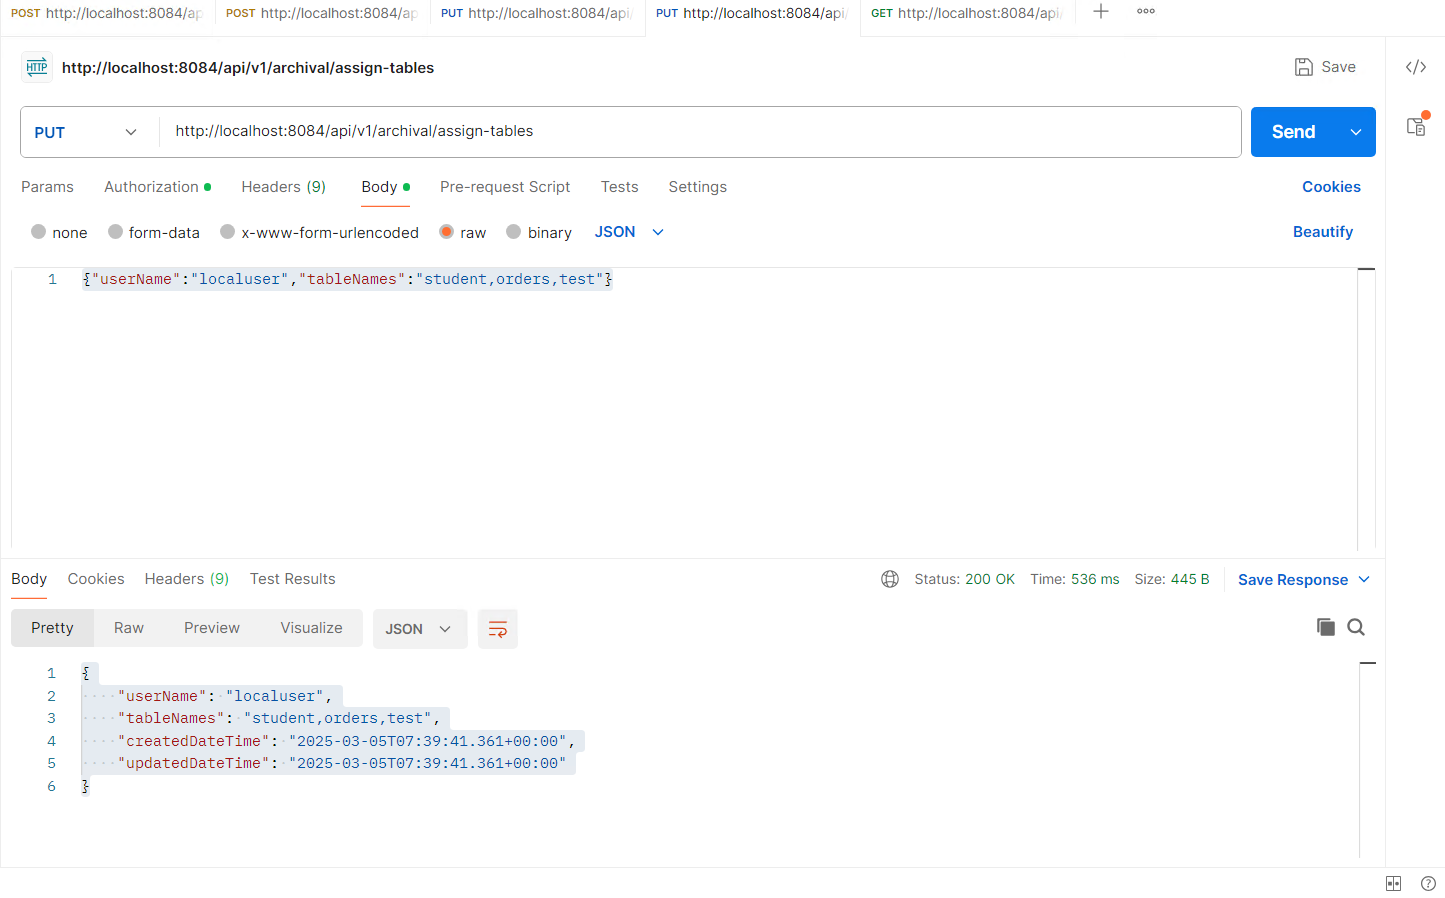 POST http://localhost:8084/ap POST http://localhost:8084/ap PUT http://localhost:8084/api/ PUT http://localhost:8084/api/ GET http://localhost:8084/api/
HTTP http://localhost:8084/api/v1/archival/assign-tables Save </>
PUT http://localhost:8084/api/v1/archival/assign-tables Send
Params Authorization Headers (9) Body Pre-request Script Tests Settings Cookies
none form-data x-www-form-urlencoded raw binary JSON Beautify
1 {"userName":"localuser","tableNames":"student,orders,test"}
Body Cookies Headers (9) Test Results Status: 200 OK Time: 536 ms Size: 445 B Save Response
Pretty Raw Preview Visualize JSON
1 {
2 "userName": "localuser",
3 "tableNames": "student,orders,test",
4 "createdDateTime": "2025-03-05T07:39:41.361+00:00",
5 "updatedDateTime": "2025-03-05T07:39:41.361+00:00"
6 }